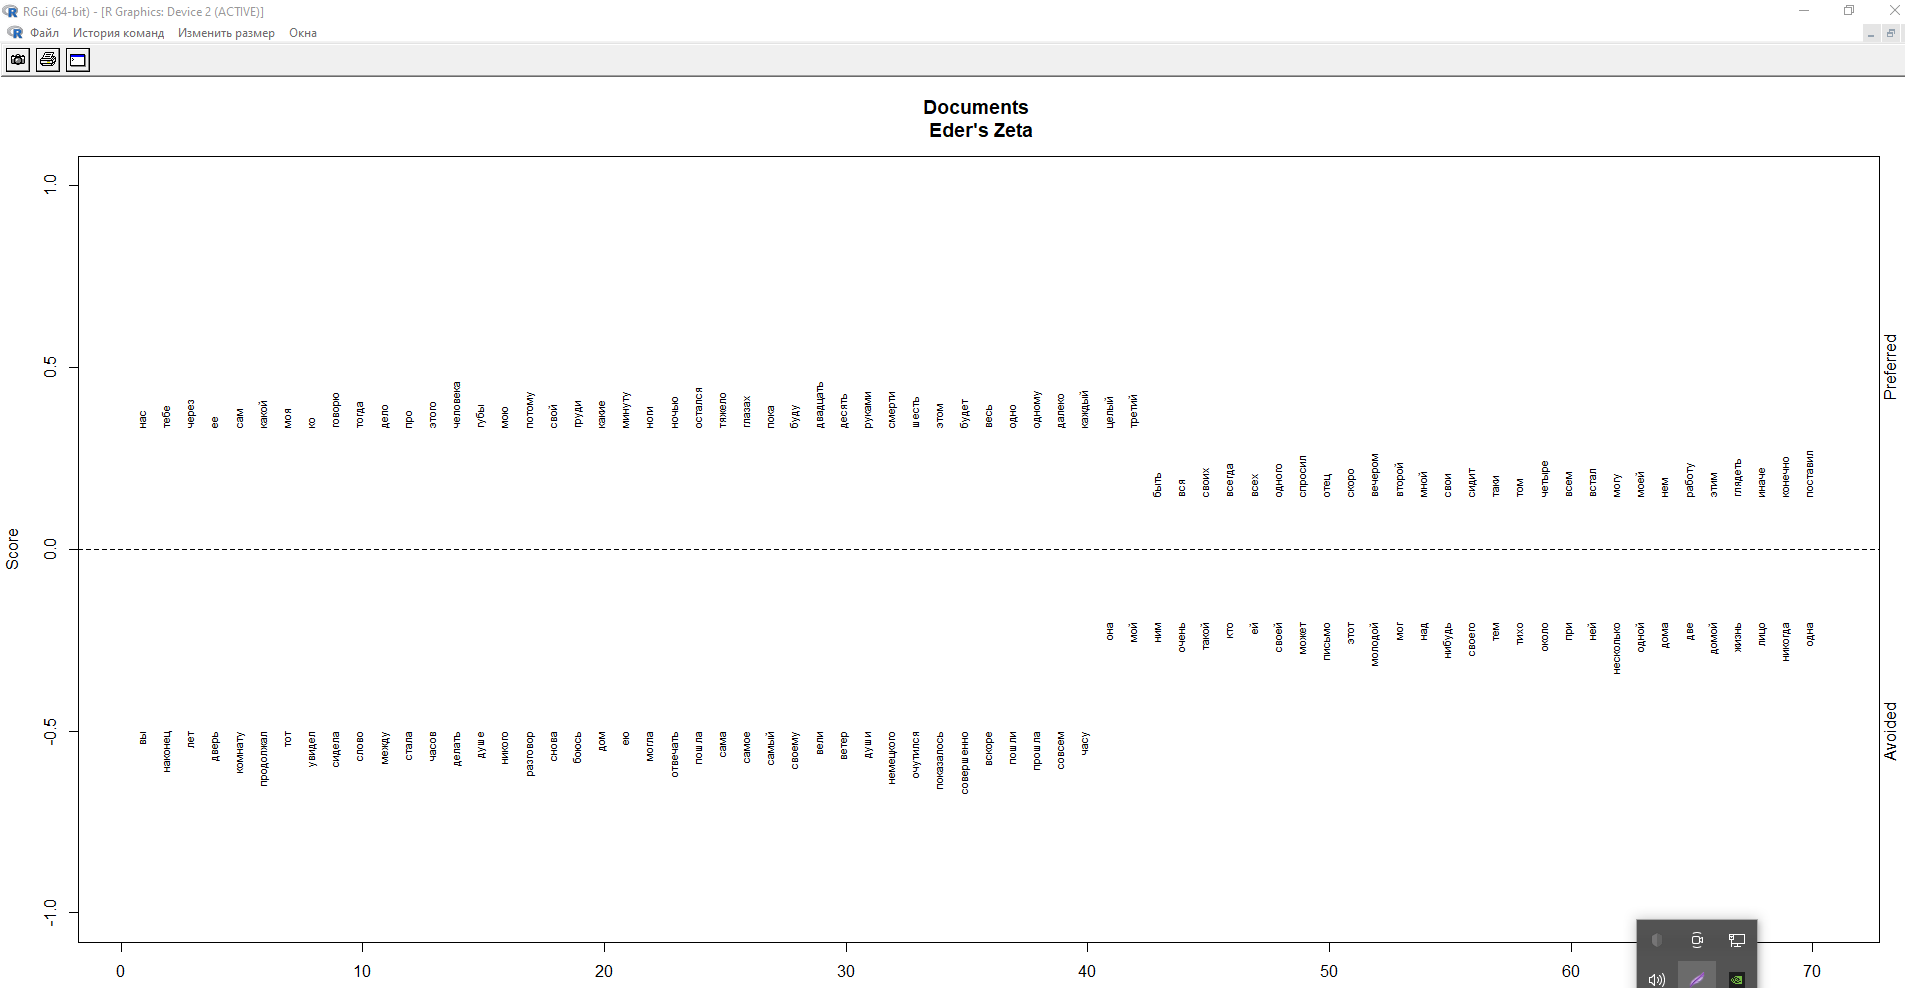 RGui (64-bit) - [R Graphics: Device 2 (ACTIVE)]
Файл История команд Изменить размер Окна
Documents
Eder's Zeta
1.0
0.5
0.0
-0.5
-1.0
Score
Preferred
Avoided
нас тебе через ее сам какой моя ко говорю тогда дело про этого человека губы мою потому свой груди какие минуту ноги ночью остался тяжело глазах пока буду двадцать десять руками смерти шесть этом будет весь одно одному далеко каждый целый третий
быть вся своих всегда всех одного спросил отец скоро вечером второй мной свои сидит таки том четыре всем встал могу моей нем работу этим глядеть иначе конечно поставил
она мой ним очень такой кто ей своей может письмо этот молодой мог над нибудь своего тем тихо около при ней несколько одной дома две домой жизнь лицо никогда одна
вы наконец лет дверь комнату продолжал тот увидел сидела слово между стала часов делать душе никого разговор снова боюсь дом ею могла отвечать пошла сама самое самый своему вели ветер души немецкого очутился показалось совершенно вскоре пошли прошла совсем часу
0 10 20 30 40 50 60 70